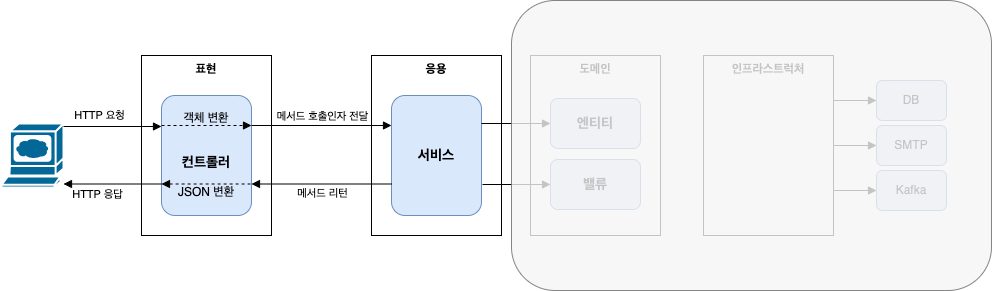 표현
응용
도메인
인프라스트럭처
HTTP 요청
객체 변환
메서드 호출인자 전달
컨트롤러
서비스
엔티티
밸류
DB
SMTP
Kafka
HTTP 응답
JSON 변환
메서드 리턴